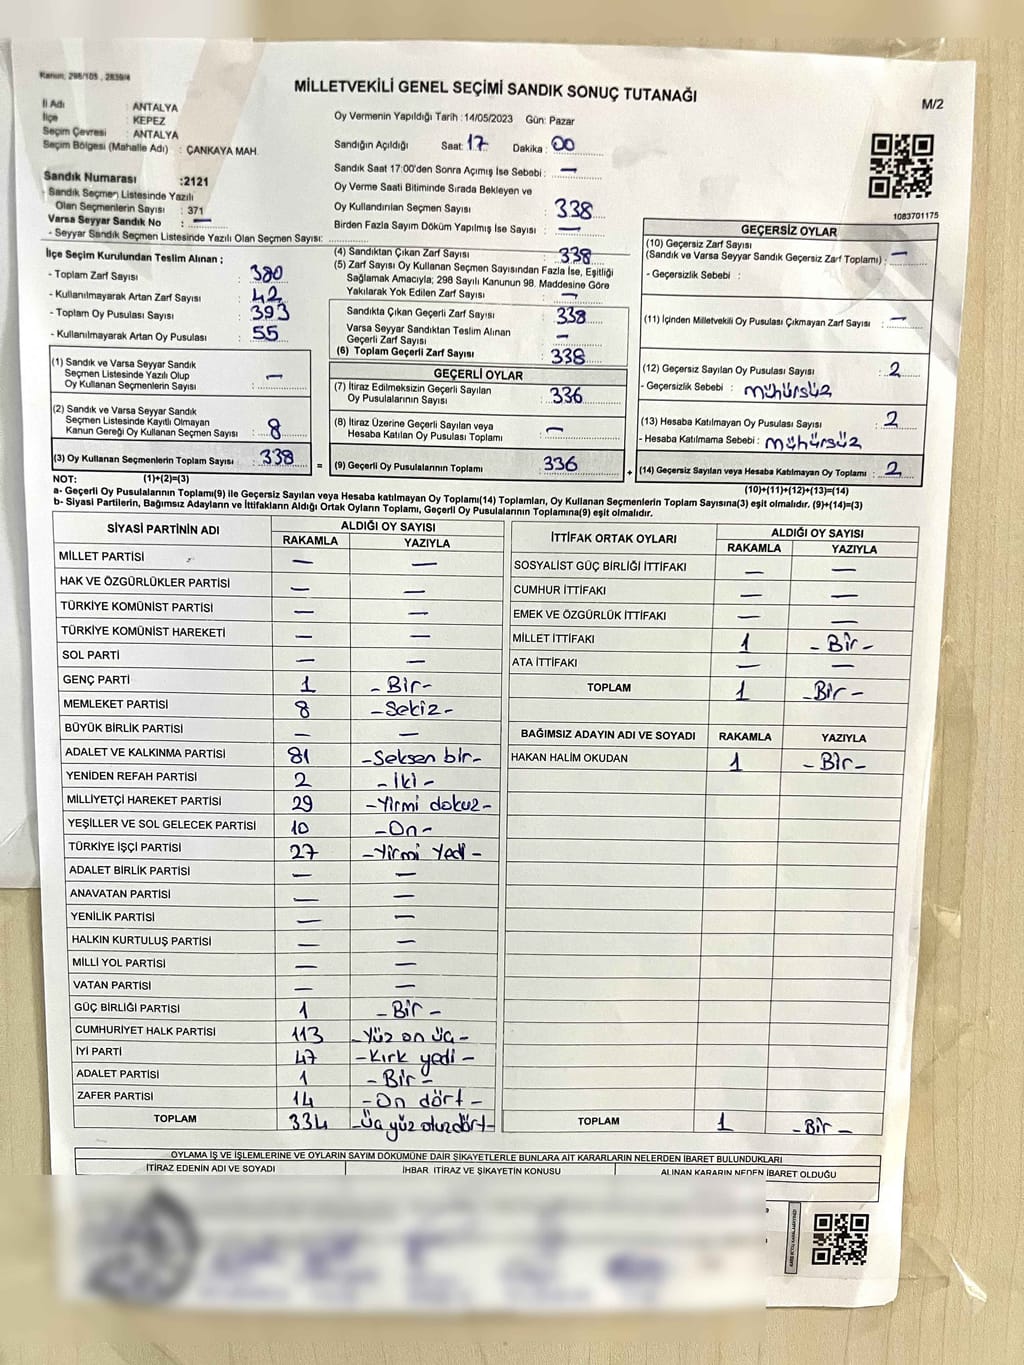 Kanun, 298/105 , 2839/4
MİLLETVEKİLİ GENEL SEÇİMİ SANDIK SONUÇ TUTANAĞI
M/2
İl Adı : ANTALYA
İlçe : KEPEZ
Seçim Çevresi : ANTALYA
Seçim Bölgesi (Mahalle Adı) : ÇANKAYA MAH.
Oy Vermenin Yapıldığı Tarih :14/05/2023 Gün: Pazar
Sandığın Açıldığı Saat: 17 Dakika : 00
Sandık Saat 17:00'den Sonra Açımış İse Sebebi : —
Oy Verme Saati Bitiminde Sırada Bekleyen ve
Oy Kullandırılan Seçmen Sayısı : 338
Birden Fazla Sayım Döküm Yapılmış İse Sayısı : —
1083701175
Sandık Numarası :2121
- Sandık Seçmen Listesinde Yazılı
Olan Seçmenlerin Sayısı : 371
Varsa Seyyar Sandık No : —
- Seyyar Sandık Seçmen Listesinde Yazılı Olan Seçmen Sayısı:
İlçe Seçim Kurulundan Teslim Alınan :
- Toplam Zarf Sayısı : 380
- Kullanılmayarak Artan Zarf Sayısı : 42
- Toplam Oy Pusulası Sayısı : 393
- Kullanılmayarak Artan Oy Pusulası : 55
(1) Sandık ve Varsa Seyyar Sandık
Seçmen Listesinde Yazılı Olup
Oy Kullanan Seçmenlerin Sayısı : —
(2) Sandık ve Varsa Seyyar Sandık
Seçmen Listesinde Kayıtlı Olmayan
Kanun Gereği Oy Kullanan Seçmen Sayısı : 8
(3) Oy Kullanan Seçmenlerin Toplam Sayısı : 338
(4) Sandıktan Çıkan Zarf Sayısı : 338
(5) Zarf Sayısı Oy Kullanan Seçmen Sayısından Fazla İse, Eşitliği
Sağlamak Amacıyla; 298 Sayılı Kanunun 98. Maddesine Göre
Yakılarak Yok Edilen Zarf Sayısı : —
Sandıkta Çıkan Geçerli Zarf Sayısı : 338
Varsa Seyyar Sandıktan Teslim Alınan
Geçerli Zarf Sayısı : —
(6) Toplam Geçerli Zarf Sayısı : 338
GEÇERLİ OYLAR
(7) İtiraz Edilmeksizin Geçerli Sayılan
Oy Pusulalarının Sayısı : 336
(8) İtiraz Üzerine Geçerli Sayılan veya
Hesaba Katılan Oy Pusulası Toplamı : —
= (9) Geçerli Oy Pusulalarının Toplamı : 336
GEÇERSİZ OYLAR
(10) Geçersiz Zarf Sayısı
(Sandık ve Varsa Seyyar Sandık Geçersiz Zarf Toplamı) : —
- Geçersizlik Sebebi :
(11) İçinden Milletvekili Oy Pusulası Çıkmayan Zarf Sayısı : —
(12) Geçersiz Sayılan Oy Pusulası Sayısı : 2
- Geçersizlik Sebebi : mühürsüz
(13) Hesaba Katılmayan Oy Pusulası Sayısı : 2
- Hesaba Katılmama Sebebi : mühürsüz
+ (14) Geçersiz Sayılan veya Hesaba Katılmayan Oy Toplamı : 2
NOT: (1)+(2)=(3)
(10)+(11)+(12)+(13)=(14)
a- Geçerli Oy Pusulalarının Toplamı(9) ile Geçersiz Sayılan veya Hesaba katılmayan Oy Toplamı(14) Toplamları, Oy Kullanan Seçmenlerin Toplam Sayısına(3) eşit olmalıdır. (9)+(14)=(3)
b- Siyasi Partilerin, Bağımsız Adayların ve İttifakların Aldığı Ortak Oyların Toplamı, Geçerli Oy Pusulalarının Toplamına(9) eşit olmalıdır.
SİYASİ PARTİNİN ADI ALDIĞI OY SAYISI
RAKAMLA YAZIYLA
MİLLET PARTİSİ — —
HAK VE ÖZGÜRLÜKLER PARTİSİ — —
TÜRKİYE KOMÜNİST PARTİSİ — —
TÜRKİYE KOMÜNİST HAREKETİ — —
SOL PARTİ — —
GENÇ PARTİ 1 -Bir-
MEMLEKET PARTİSİ 8 -Sekiz-
BÜYÜK BİRLİK PARTİSİ — —
ADALET VE KALKINMA PARTİSİ 81 -Seksen bir-
YENİDEN REFAH PARTİSİ 2 -İki-
MİLLİYETÇİ HAREKET PARTİSİ 29 -Yirmi dokuz-
YEŞİLLER VE SOL GELECEK PARTİSİ 10 -On-
TÜRKİYE İŞÇİ PARTİSİ 27 -Yirmi Yedi-
ADALET BİRLİK PARTİSİ — —
ANAVATAN PARTİSİ — —
YENİLİK PARTİSİ — —
HALKIN KURTULUŞ PARTİSİ — —
MİLLİ YOL PARTİSİ — —
VATAN PARTİSİ — —
GÜÇ BİRLİĞİ PARTİSİ 1 -Bir-
CUMHURİYET HALK PARTİSİ 113 -Yüz on üç-
İYİ PARTİ 47 -Kırk yedi-
ADALET PARTİSİ 1 -Bir-
ZAFER PARTİSİ 14 -On dört-
TOPLAM 334 -Üç yüz otuzdört-
İTTİFAK ORTAK OYLARI ALDIĞI OY SAYISI
RAKAMLA YAZIYLA
SOSYALİST GÜÇ BİRLİĞİ İTTİFAKI — —
CUMHUR İTTİFAKI — —
EMEK VE ÖZGÜRLÜK İTTİFAKI — —
MİLLET İTTİFAKI 1 -Bir-
ATA İTTİFAKI — —
TOPLAM 1 -Bir-
BAĞIMSIZ ADAYIN ADI VE SOYADI RAKAMLA YAZIYLA
HAKAN HALİM OKUDAN 1 -Bir-
TOPLAM 1 -Bir-
OYLAMA İŞ VE İŞLEMLERİNE VE OYLARIN SAYIM DÖKÜMÜNE DAİR ŞİKAYETLERLE BUNLARA AİT KARARLARIN NELERDEN İBARET BULUNDUKLARI
İTİRAZ EDENİN ADI VE SOYADI İHBAR İTİRAZ VE ŞİKAYETİN KONUSU ALINAN KARARIN NEDEN İBARET OLDUĞU